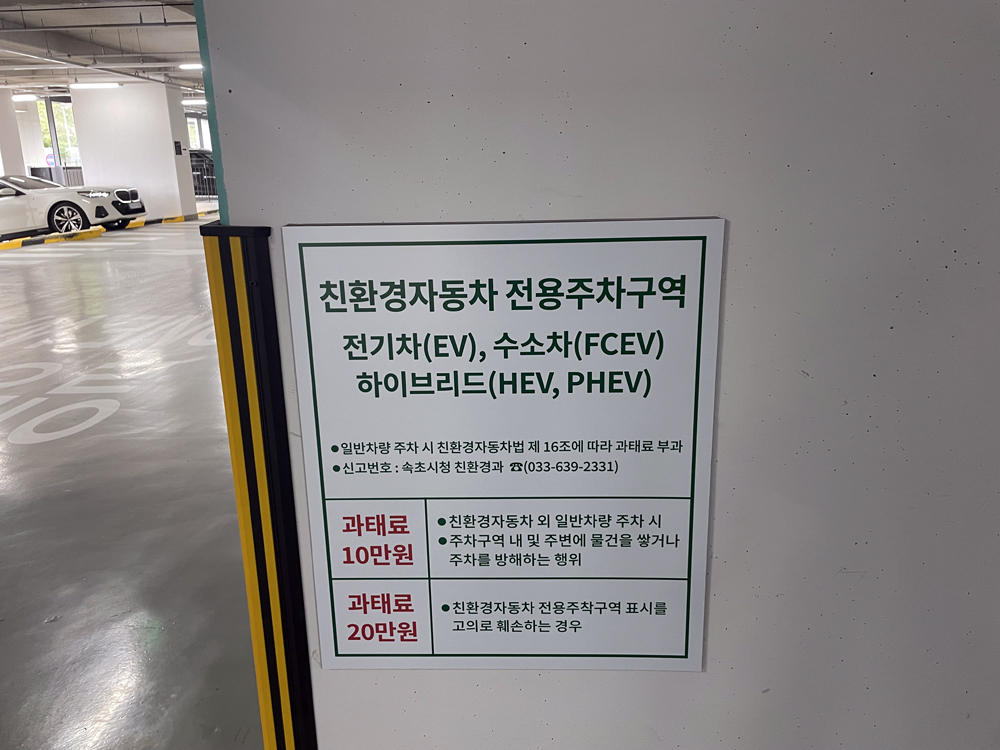 친환경자동차 전용주차구역
전기차(EV), 수소차(FCEV)
하이브리드(HEV, PHEV)
●일반차량 주차 시 친환경자동차법 제 16조에 따라 과태료 부과
●신고번호 : 속초시청 친환경과 ☎(033-639-2331)
과태료
10만원
●친환경자동차 외 일반차량 주차 시
●주차구역 내 및 주변에 물건을 쌓거나
주차를 방해하는 행위
과태료
20만원
●친환경자동차 전용주착구역 표시를
고의로 훼손하는 경우